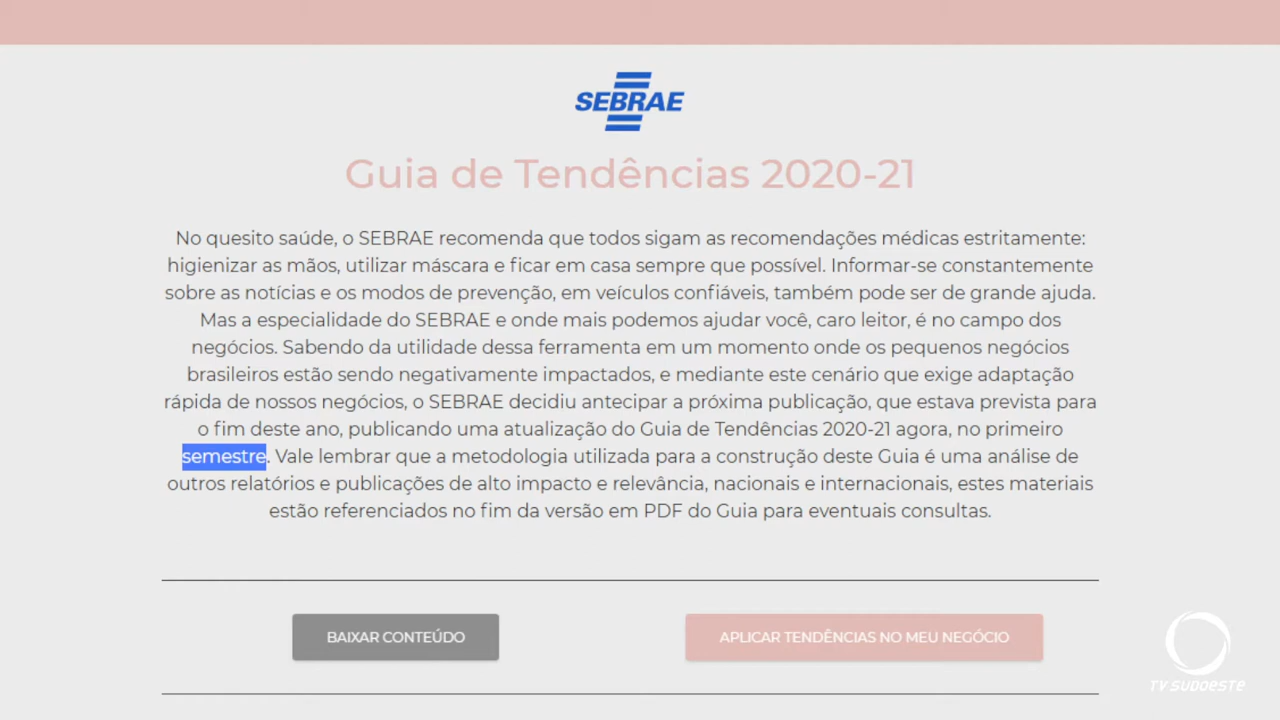 SEBRAE
Guia de Tendências 2020-21
No quesito saúde, o SEBRAE recomenda que todos sigam as recomendações médicas estritamente:
higienizar as mãos, utilizar máscara e ficar em casa sempre que possível. Informar-se constantemente
sobre as notícias e os modos de prevenção, em veículos confiáveis, também pode ser de grande ajuda.
Mas a especialidade do SEBRAE e onde mais podemos ajudar você, caro leitor, é no campo dos
negócios. Sabendo da utilidade dessa ferramenta em um momento onde os pequenos negócios
brasileiros estão sendo negativamente impactados, e mediante este cenário que exige adaptação
rápida de nossos negócios, o SEBRAE decidiu antecipar a próxima publicação, que estava prevista para
o fim deste ano, publicando uma atualização do Guia de Tendências 2020-21 agora, no primeiro
semestre. Vale lembrar que a metodologia utilizada para a construção deste Guia é uma análise de
outros relatórios e publicações de alto impacto e relevância, nacionais e internacionais, estes materiais
estão referenciados no fim da versão em PDF do Guia para eventuais consultas.
BAIXAR CONTEÚDO
APLICAR TENDÊNCIAS NO MEU NEGÓCIO
TV SUDOESTE